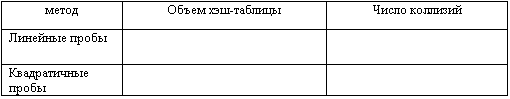 метод Объем хэш-таблицы Число коллизий
Линейные пробы
Квадратичные
пробы